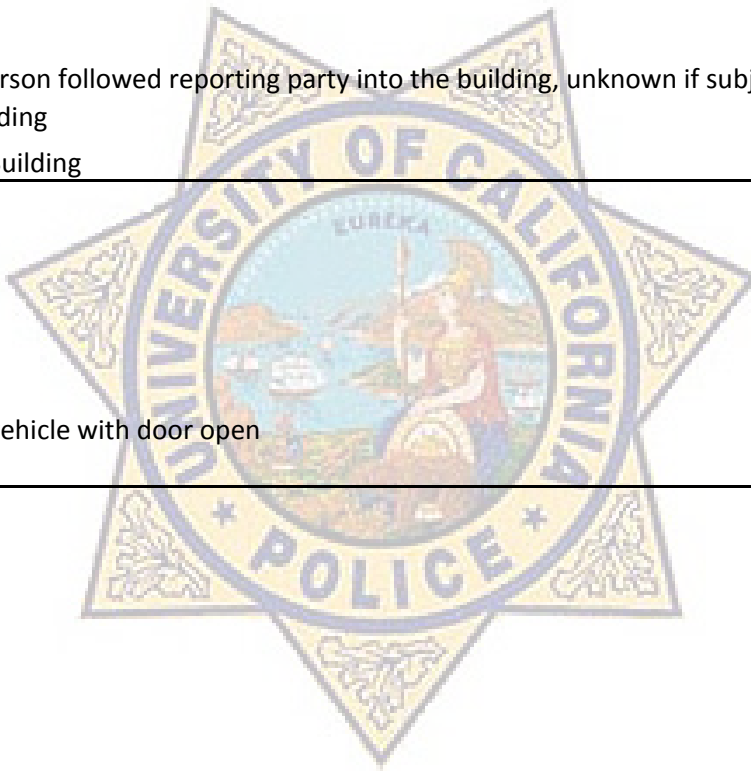 rson followed reporting party into the building, unknown if subj
ding
uilding
ehicle with door open
UNIVERSITY OF CALIFORNIA
EUREKA
* POLICE *